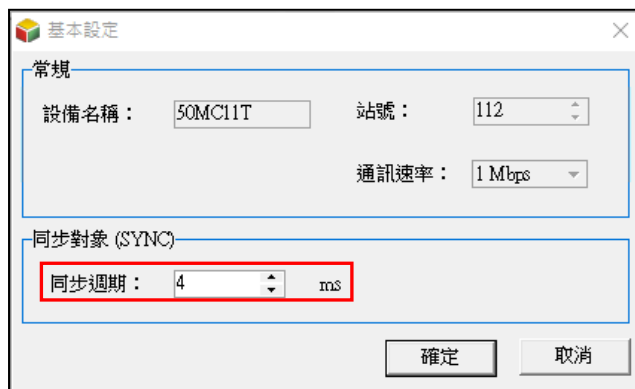 基本設定
常規
設備名稱： 50MC11T 站號： 112
通訊速率： 1 Mbps
同步對象 (SYNC)
同步週期： 4 ms
確定 取消